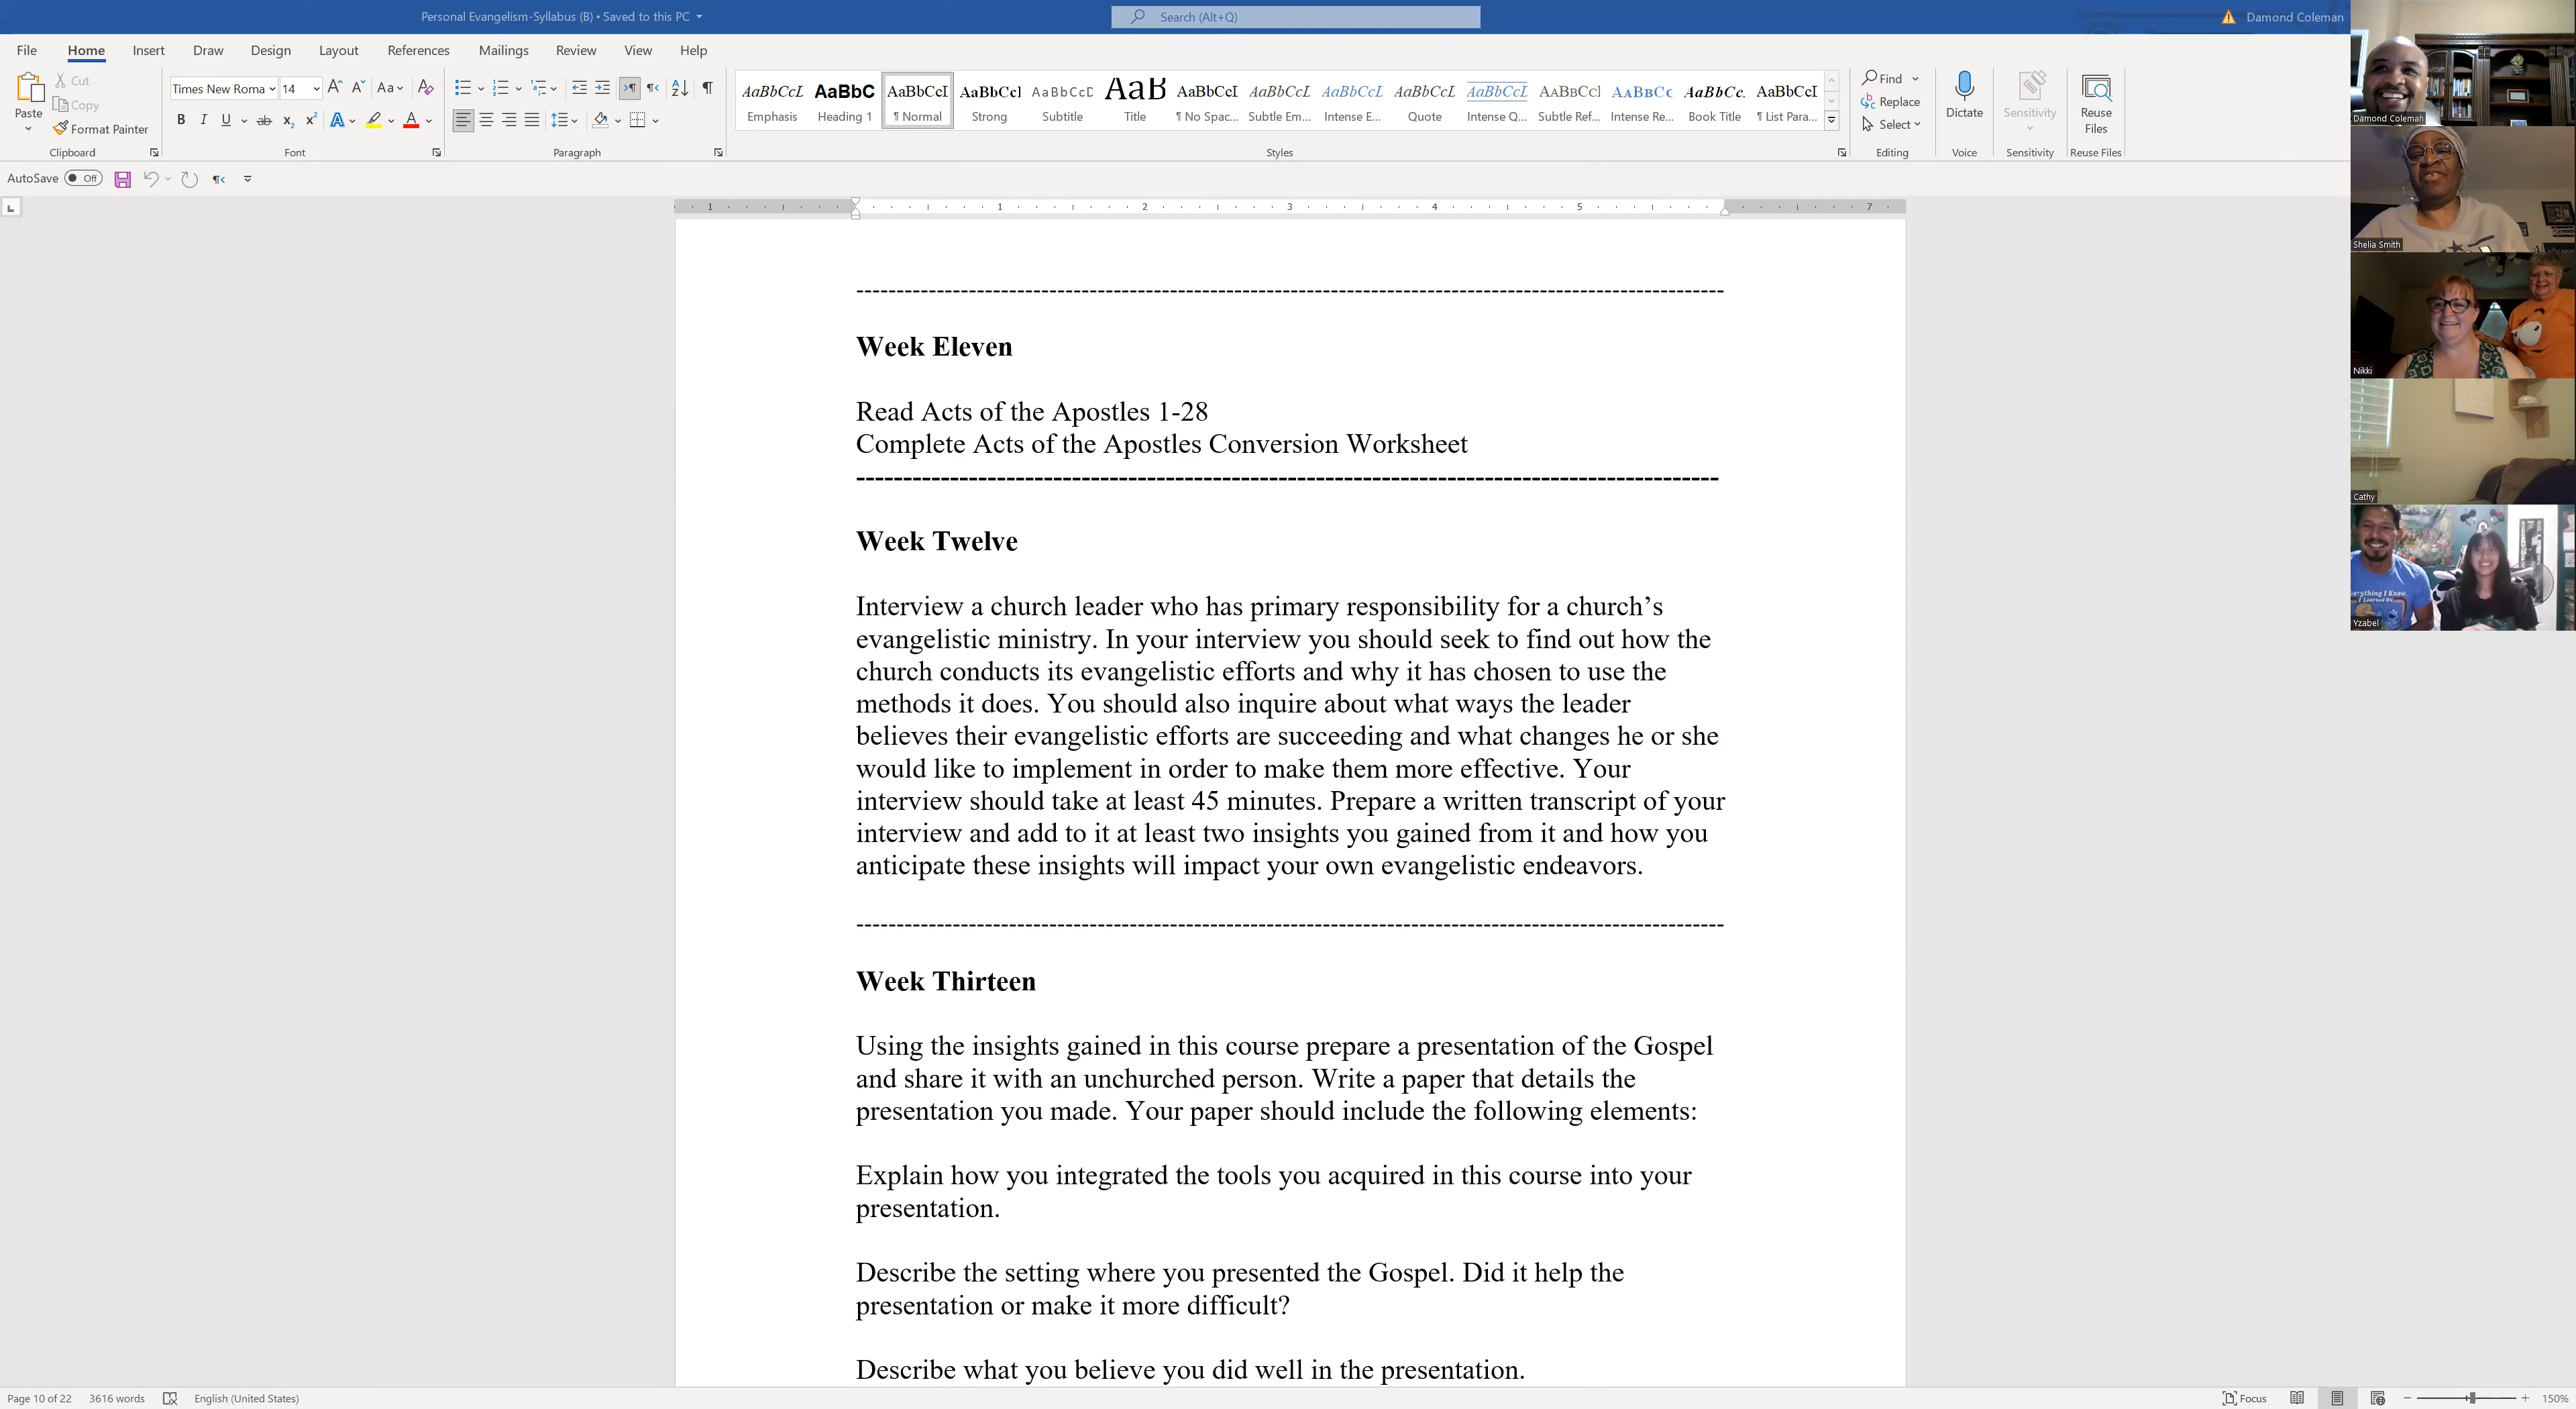 Personal Evangelism-Syllabus (B) • Saved to this PC
Search (Alt+Q)
Damond Coleman
File Home Insert Draw Design Layout References Mailings Review View Help
Paste
Cut
Copy
Format Painter
Clipboard
Times New Roma 14
Aa
Font
Paragraph
AaBbCcL AaBbC AaBbCcI AaBbCcI AaBbCcD AaB AaBbCcI AaBbCcL AaBbCcL AaBbCcL AaBbCcL AaBbCcI AaBbCc AaBbCc. AaBbCcI
Emphasis Heading 1 ¶ Normal Strong Subtitle Title ¶ No Spac... Subtle Em... Intense E... Quote Intense Q... Subtle Ref... Intense Re... Book Title ¶ List Para...
Styles
Find
Replace
Select
Editing
Dictate
Voice
Sensitivity
Sensitivity
Reuse
Files
Reuse Files
AutoSave Off
1 1 2 3 4 5 7
Week Eleven
Read Acts of the Apostles 1-28
Complete Acts of the Apostles Conversion Worksheet
Week Twelve
Interview a church leader who has primary responsibility for a church’s
evangelistic ministry. In your interview you should seek to find out how the
church conducts its evangelistic efforts and why it has chosen to use the
methods it does. You should also inquire about what ways the leader
believes their evangelistic efforts are succeeding and what changes he or she
would like to implement in order to make them more effective. Your
interview should take at least 45 minutes. Prepare a written transcript of your
interview and add to it at least two insights you gained from it and how you
anticipate these insights will impact your own evangelistic endeavors.
Week Thirteen
Using the insights gained in this course prepare a presentation of the Gospel
and share it with an unchurched person. Write a paper that details the
presentation you made. Your paper should include the following elements:
Explain how you integrated the tools you acquired in this course into your
presentation.
Describe the setting where you presented the Gospel. Did it help the
presentation or make it more difficult?
Describe what you believe you did well in the presentation.
Damond Coleman
Shelia Smith
Nikki
Cathy
Everything I Know
I Learned On
Yzabel
Page 10 of 22 3616 words English (United States)
Focus
150%